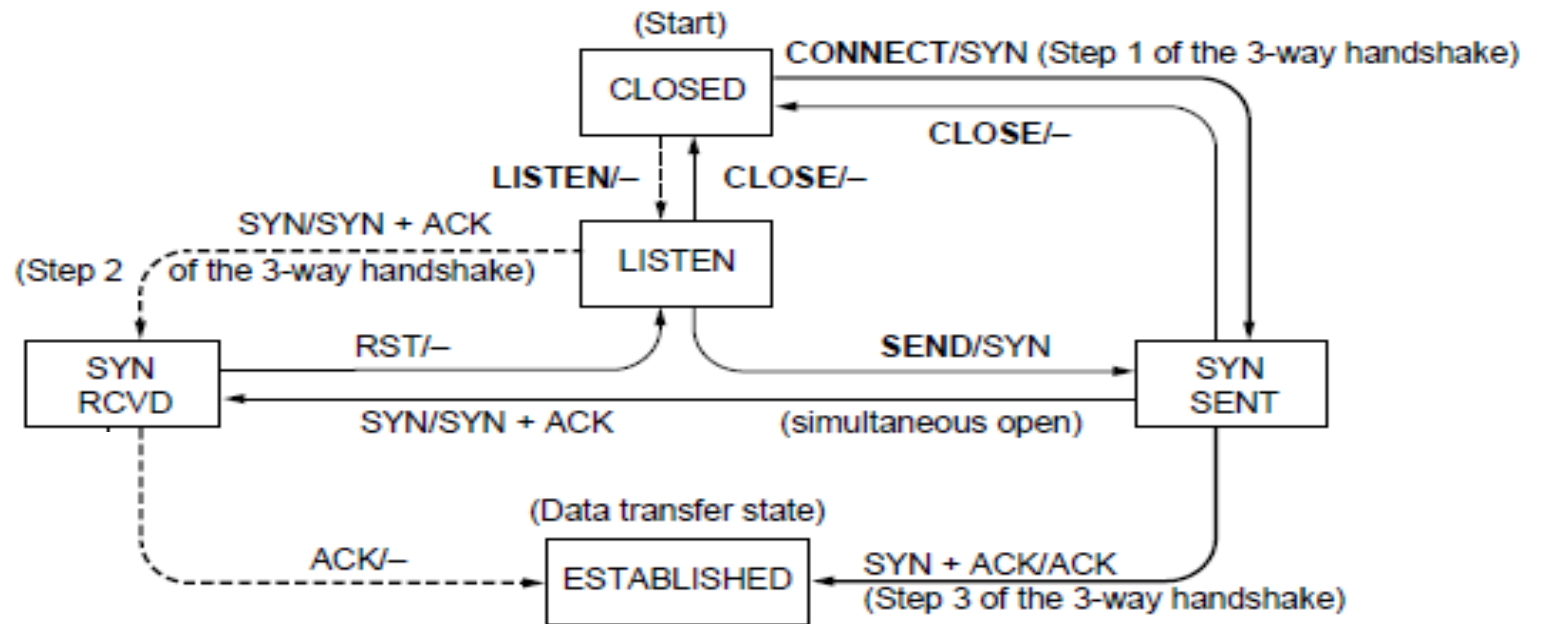 (Start)
CONNECT/SYN (Step 1 of the 3-way handshake)
CLOSED
CLOSE/–
LISTEN/–
CLOSE/–
SYN/SYN + ACK
(Step 2 of the 3-way handshake)
LISTEN
RST/–
SEND/SYN
SYN
RCVD
SYN
SENT
SYN/SYN + ACK
(simultaneous open)
(Data transfer state)
ACK/–
ESTABLISHED
SYN + ACK/ACK
(Step 3 of the 3-way handshake)